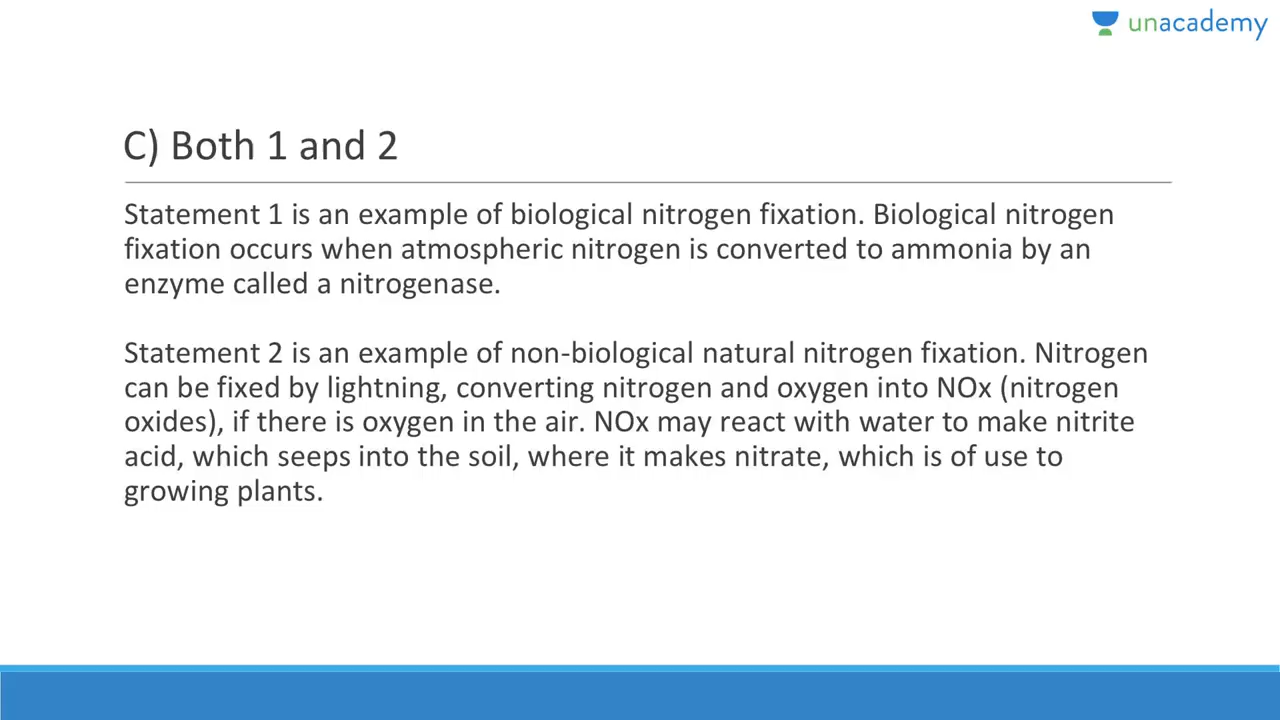 unacademy
C) Both 1 and 2
Statement 1 is an example of biological nitrogen fixation. Biological nitrogen
fixation occurs when atmospheric nitrogen is converted to ammonia by an
enzyme called a nitrogenase.
Statement 2 is an example of non-biological natural nitrogen fixation. Nitrogen
can be fixed by lightning, converting nitrogen and oxygen into NOx (nitrogen
oxides), if there is oxygen in the air. NOx may react with water to make nitrite
acid, which seeps into the soil, where it makes nitrate, which is of use to
growing plants.